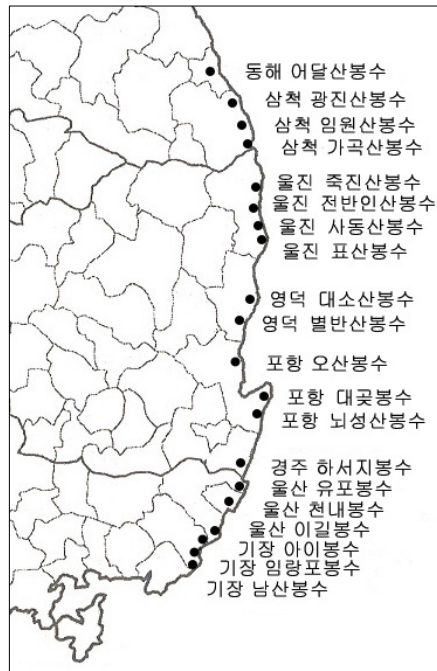 동해 어달산봉수
삼척 광진산봉수
삼척 임원산봉수
삼척 가곡산봉수
울진 죽진산봉수
울진 전반인산봉수
울진 사동산봉수
울진 표산봉수
영덕 대소산봉수
영덕 별반산봉수
포항 오산봉수
포항 대곶봉수
포항 뇌성산봉수
경주 하서지봉수
울산 유포봉수
울산 천내봉수
울산 이길봉수
기장 아이봉수
기장 임랑포봉수
기장 남산봉수